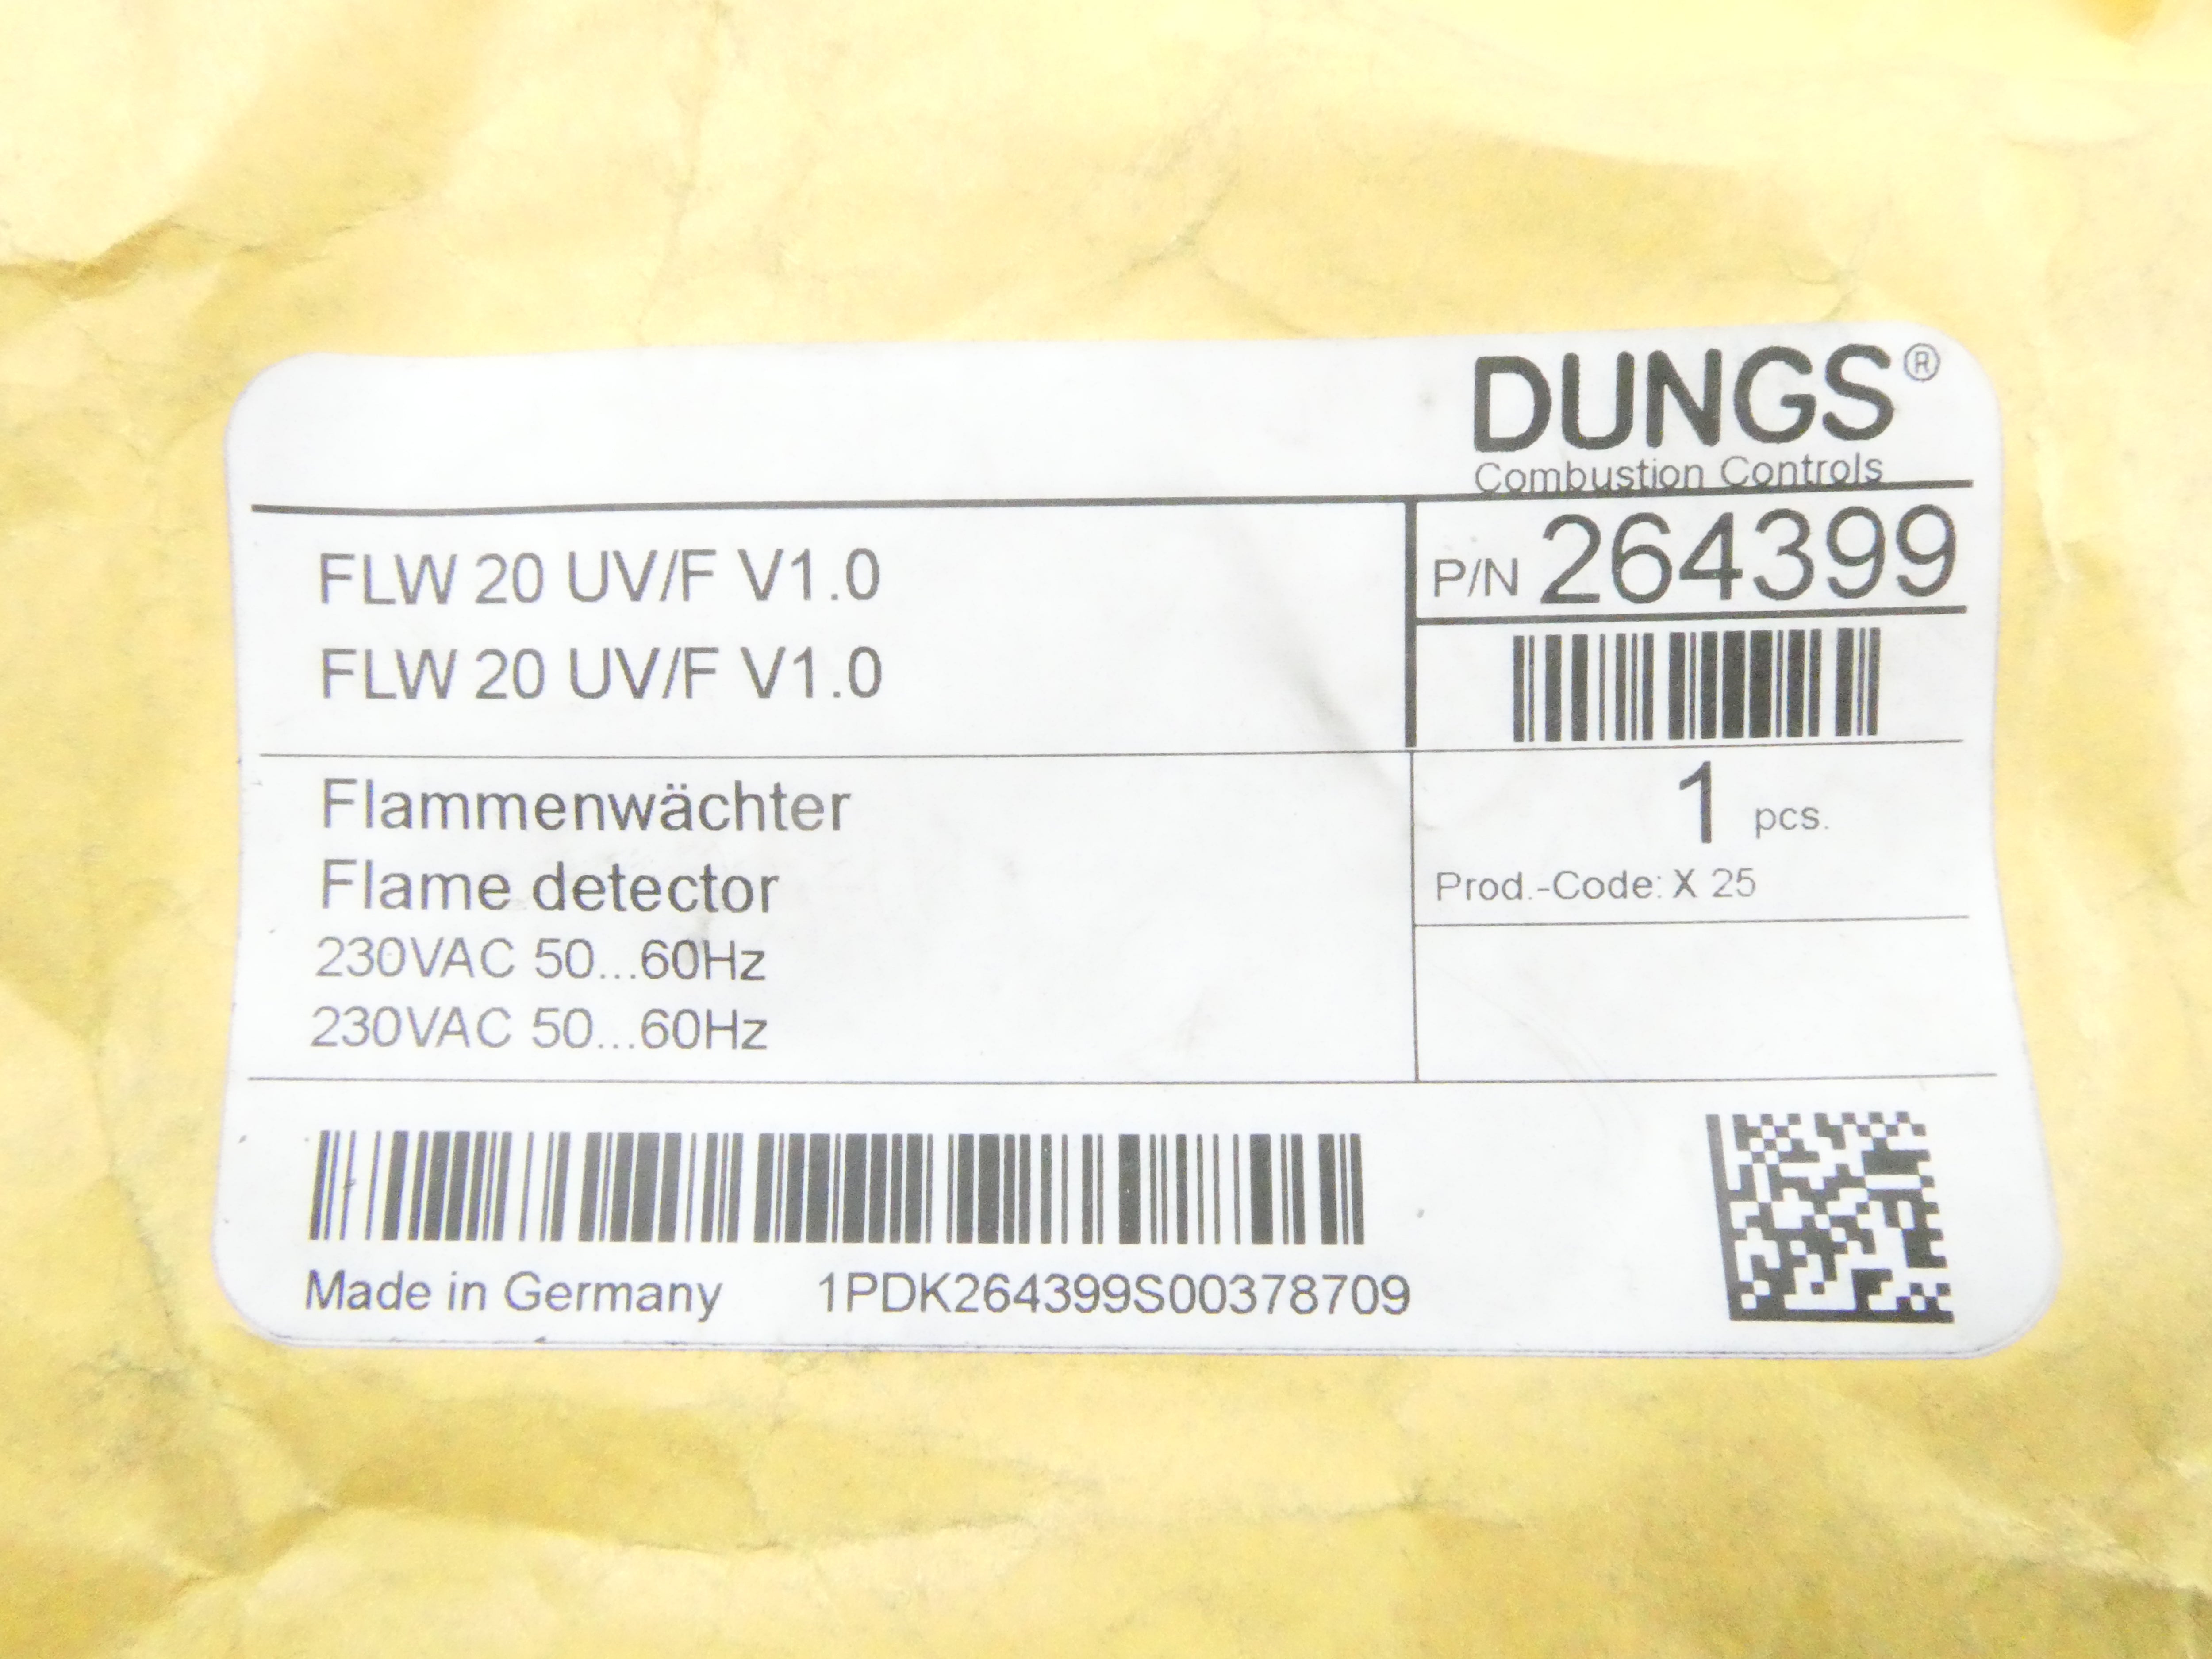 DUNGS®
Combustion Controls
FLW 20 UV/F V1.0
FLW 20 UV/F V1.0
P/N 264399
Flammenwächter
Flame detector
230VAC 50...60Hz
230VAC 50...60Hz
1 pcs.
Prod.-Code: X 25
Made in Germany 1PDK264399S00378709